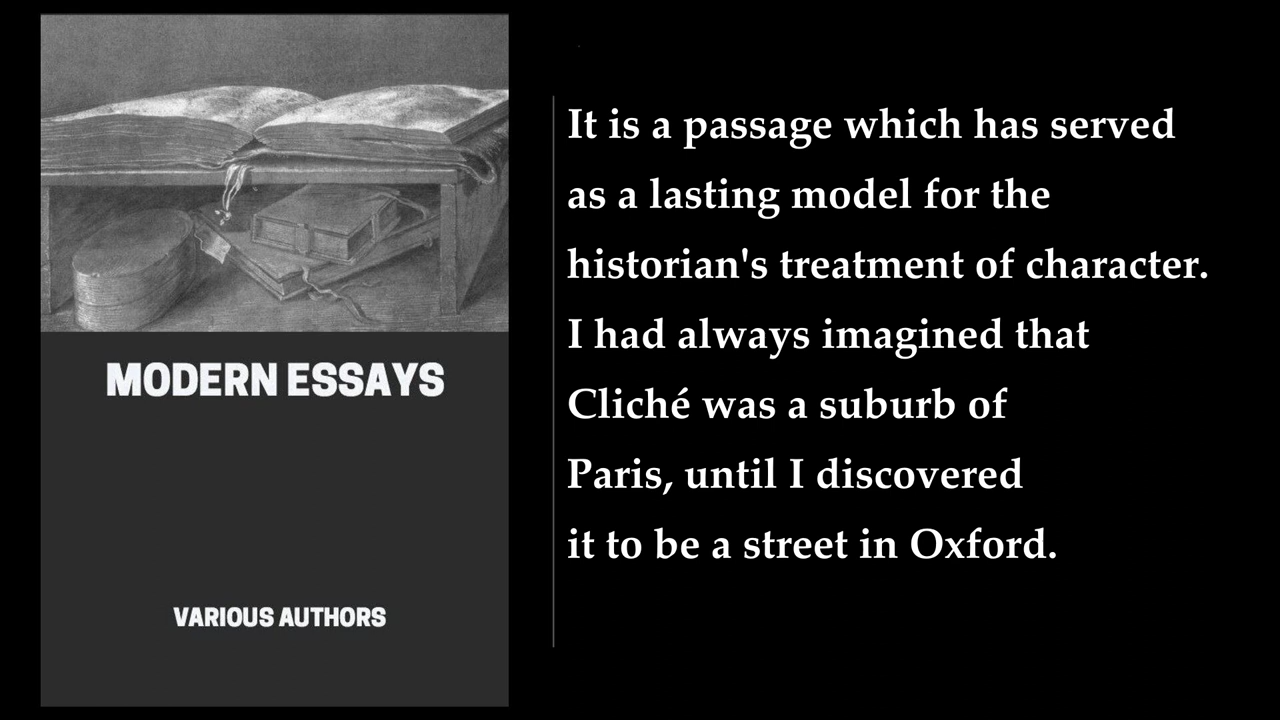 MODERN ESSAYS
VARIOUS AUTHORS
It is a passage which has served
as a lasting model for the
historian's treatment of character.
I had always imagined that
Cliché was a suburb of
Paris, until I discovered
it to be a street in Oxford.